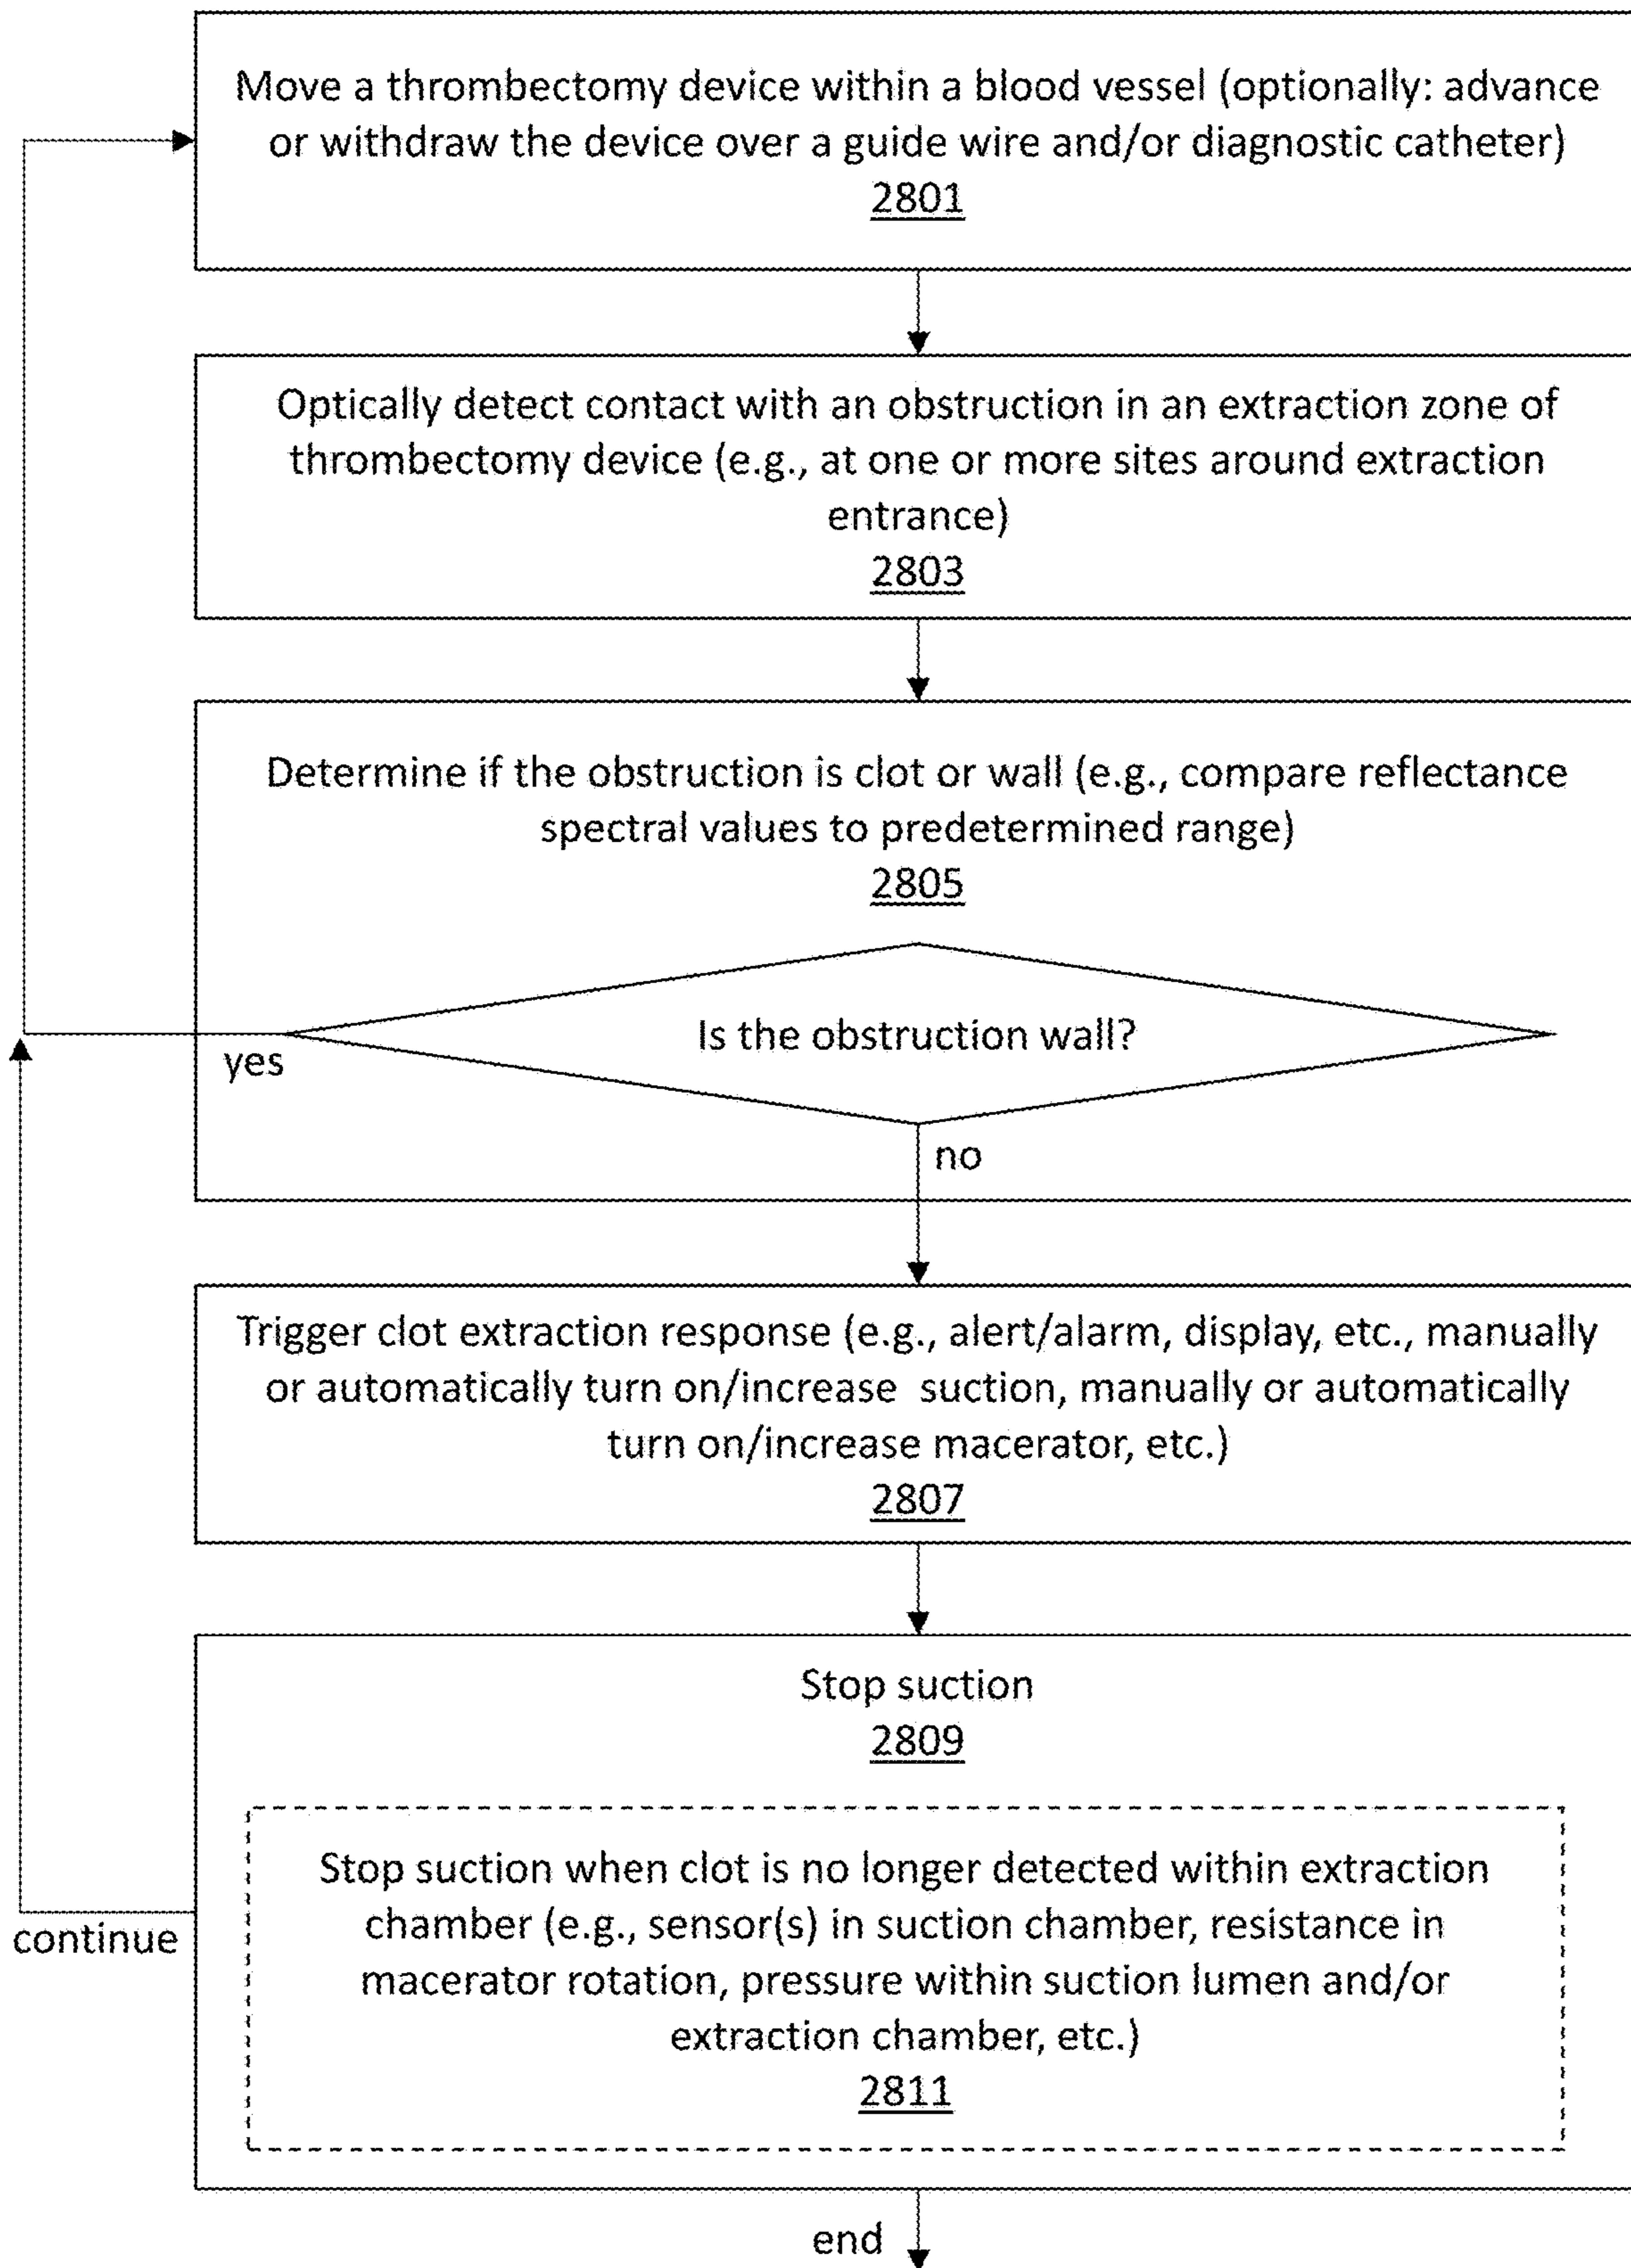 Move a thrombectomy device within a blood vessel (optionally: advance
or withdraw the device over a guide wire and/or diagnostic catheter)
2801
Optically detect contact with an obstruction in an extraction zone of
thrombectomy device (e.g., at one or more sites around extraction
entrance)
2803
Determine if the obstruction is clot or wall (e.g., compare reflectance
spectral values to predetermined range)
2805
Is the obstruction wall?
yes
no
Trigger clot extraction response (e.g., alert/alarm, display, etc., manually
or automatically turn on/increase suction, manually or automatically
turn on/increase macerator, etc.)
2807
Stop suction
2809
Stop suction when clot is no longer detected within extraction
chamber (e.g., sensor(s) in suction chamber, resistance in
macerator rotation, pressure within suction lumen and/or
extraction chamber, etc.)
2811
continue
end